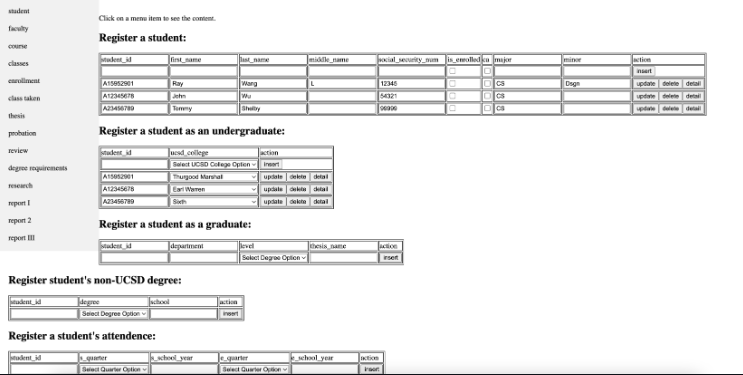 student
faculty
course
classes
enrollment
class taken
thesis
probation
review
degree requirements
research
report I
report 2
report III
Click on a menu item to see the content.
Register a student:
student_id first_name last_name middle_name social_security_num is_enrolled ca major minor action
insert
A15952901 Ray Wang L 12345 CS Dsgn update delete detail
A12345678 John Wu 54321 CS update delete detail
A23456789 Tommy Shelby 99999 CS update delete detail
Register a student as an undergraduate:
student_id ucsd_college action
Select UCSD College Option insert
A15952901 Thurgood Marshall update delete detail
A12345678 Earl Warren update delete detail
A23456789 Sixth update delete detail
Register a student as a graduate:
student_id department level thesis_name action
Select Degree Option insert
Register student's non-UCSD degree:
student_id degree school action
Select Degree Option insert
Register a student's attendence:
student_id s_quarter s_school_year e_quarter e_school_year action
Select Quarter Option Select Quarter Option insert